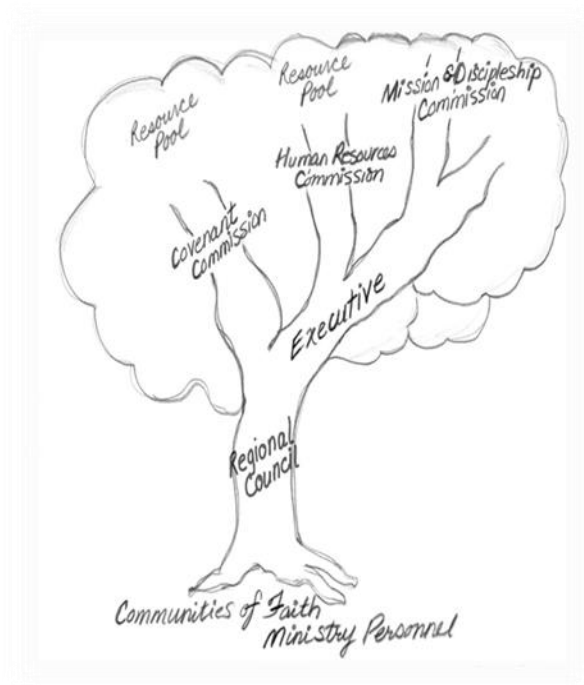 Resource
Pool
Resource
Pool
Mission & Discipleship
Commission
Human Resources
Commission
Covenant
Commission
Executive
Regional
Council
Communities of Faith
Ministry Personnel